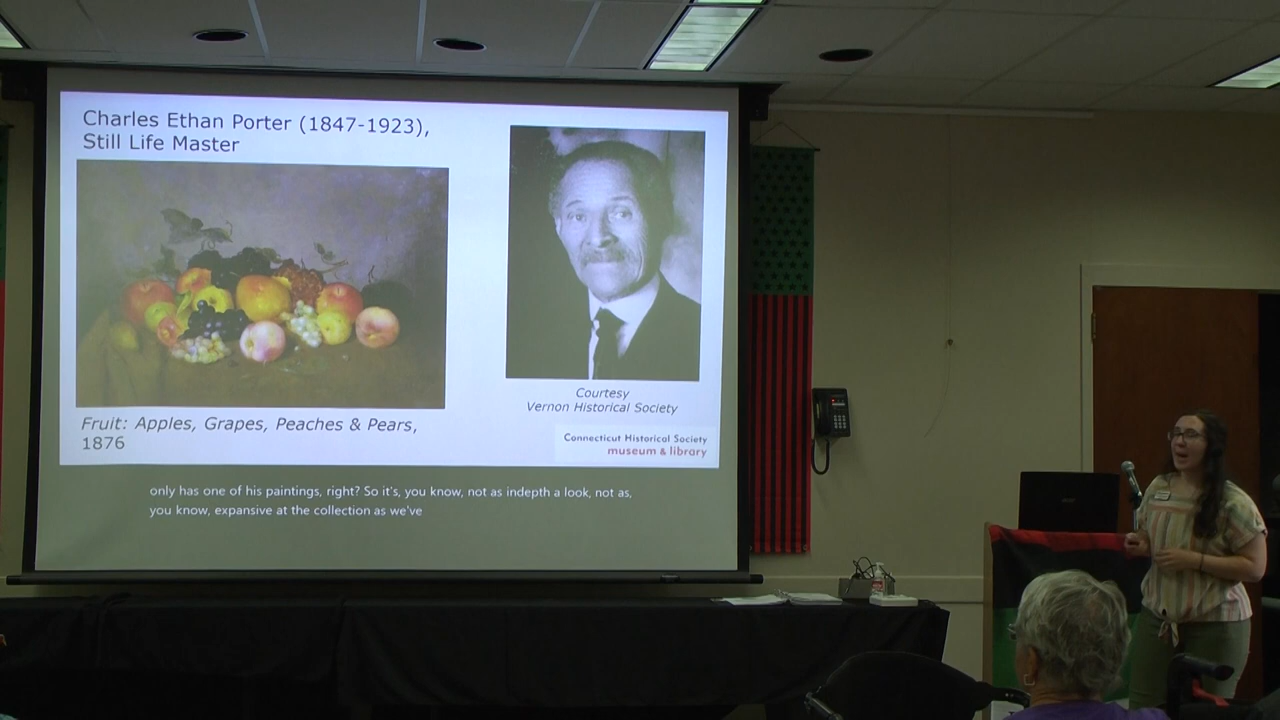 Charles Ethan Porter (1847-1923),
Still Life Master
Fruit: Apples, Grapes, Peaches & Pears,
1876
Courtesy
Vernon Historical Society
Connecticut Historical Society
museum & library
only has one of his paintings, right? So it's, you know, not as indepth a look, not as,
you know, expansive at the collection as we've